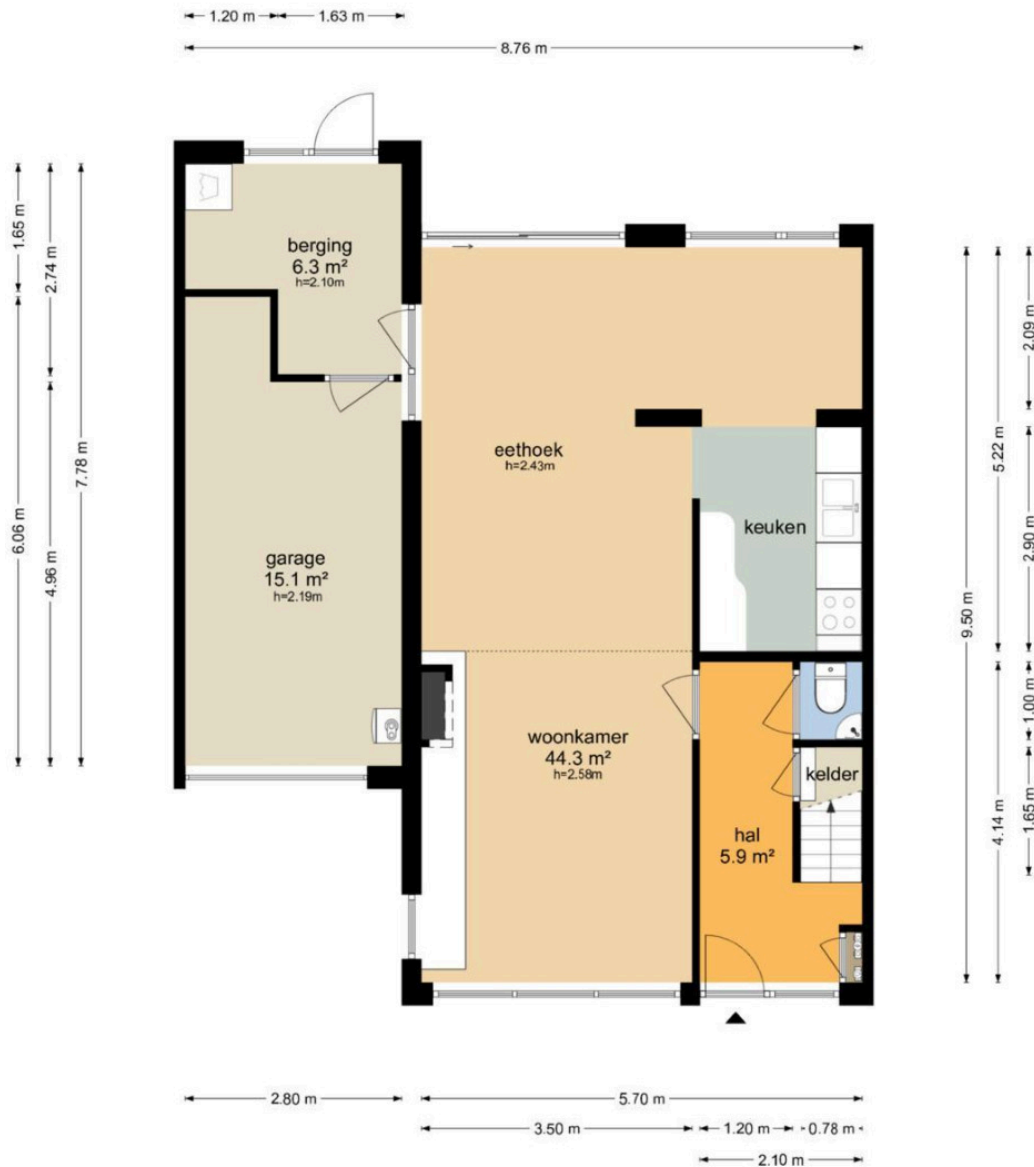 1.20 m
1.63 m
8.76 m
1.65 m
2.74 m
7.78 m
6.06 m
4.96 m
berging
6.3 m²
h=2.10m
eethoek
h=2.43m
keuken
garage
15.1 m²
h=2.19m
woonkamer
44.3 m²
h=2.58m
kelder
hal
5.9 m²
2.09 m
5.22 m
2.90 m
9.50 m
1.00 m
4.14 m
1.65 m
2.80 m
5.70 m
3.50 m
1.20 m
0.78 m
2.10 m